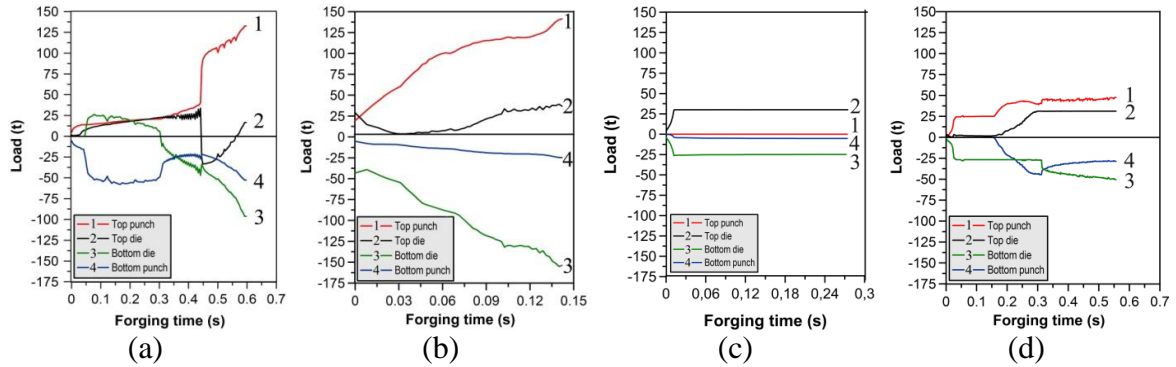 Load (t)
150
125
100
75
50
25
0
-25
-50
-75
-100
-125
-150
-175
1
2
4
3
1 Top punch
2 Top die
3 Bottom die
4 Bottom punch
0 0.1 0.2 0.3 0.4 0.5 0.6 0.7
Forging time (s)
(a)
Load (t)
150
125
100
75
50
25
0
-25
-50
-75
-100
-125
-150
-175
1
2
4
3
1 Top punch
2 Top die
3 Bottom die
4 Bottom punch
0 0.03 0.06 0.09 0.12 0.15
Forging time (s)
(b)
Load (t)
150
125
100
75
50
25
0
-25
-50
-75
-100
-125
-150
-175
2
1
4
3
1 Top punch
2 Top die
3 Bottom die
4 Bottom punch
0 0,06 0,12 0,18 0,24 0,3
Forging time (s)
(c)
Load (t)
150
125
100
75
50
25
0
-25
-50
-75
-100
-125
-150
-175
1
2
4
3
1 Top punch
2 Top die
3 Bottom die
4 Bottom punch
0 0.1 0.2 0.3 0.4 0.5 0.6 0.7
Forging time (s)
(d)